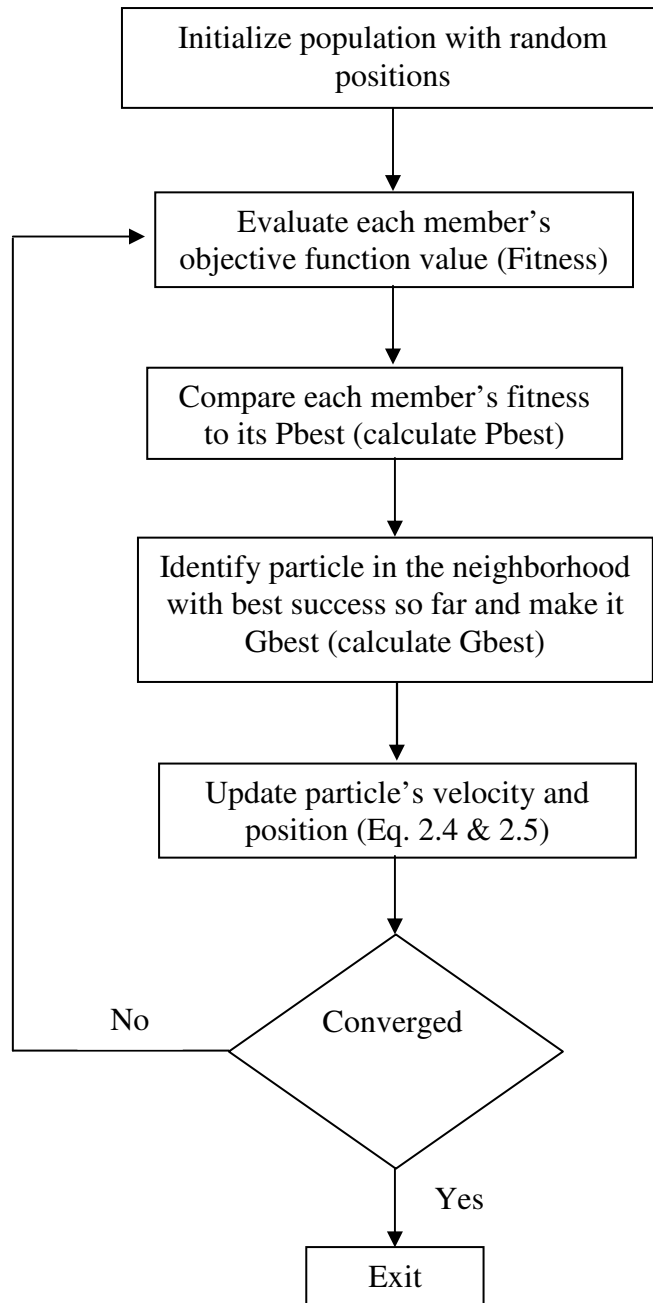 Initialize population with random
positions
Evaluate each member’s
objective function value (Fitness)
Compare each member’s fitness
to its Pbest (calculate Pbest)
Identify particle in the neighborhood
with best success so far and make it
Gbest (calculate Gbest)
Update particle’s velocity and
position (Eq. 2.4 & 2.5)
No
Converged
Yes
Exit